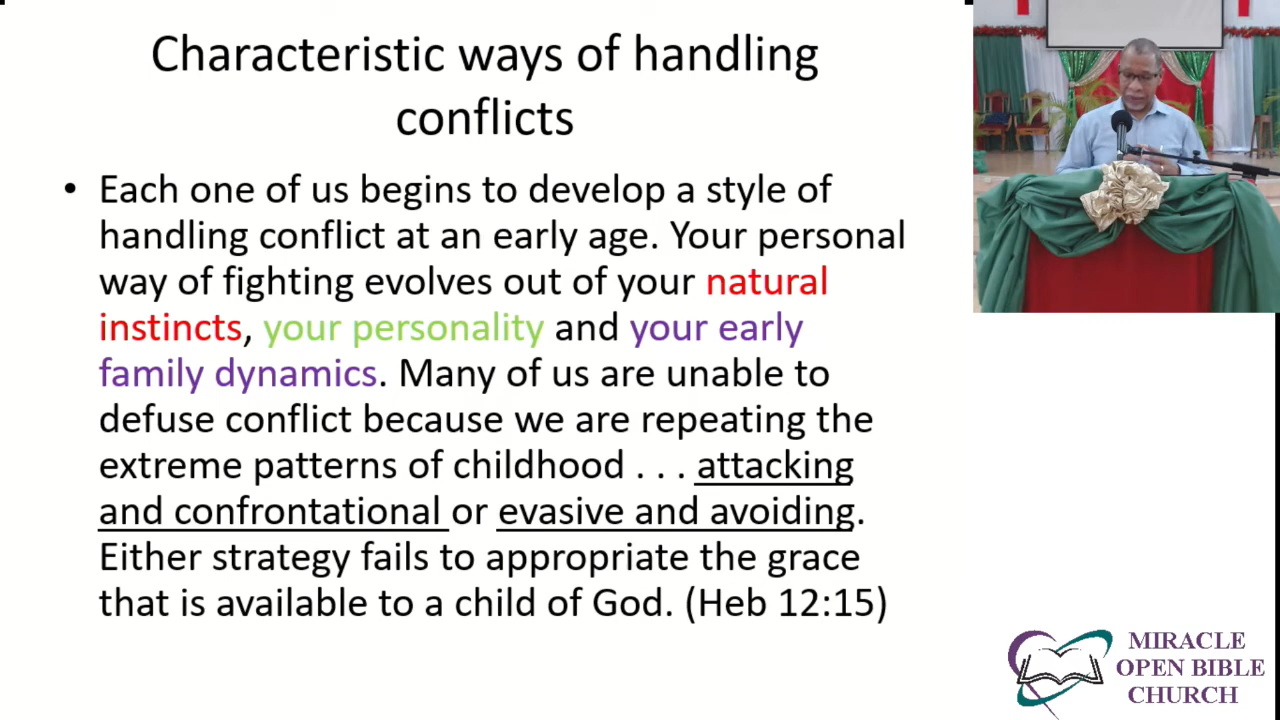 Characteristic ways of handling
conflicts
• Each one of us begins to develop a style of
handling conflict at an early age. Your personal
way of fighting evolves out of your natural
instincts, your personality and your early
family dynamics. Many of us are unable to
defuse conflict because we are repeating the
extreme patterns of childhood . . . attacking
and confrontational or evasive and avoiding.
Either strategy fails to appropriate the grace
that is available to a child of God. (Heb 12:15)
MIRACLE
OPEN BIBLE
CHURCH